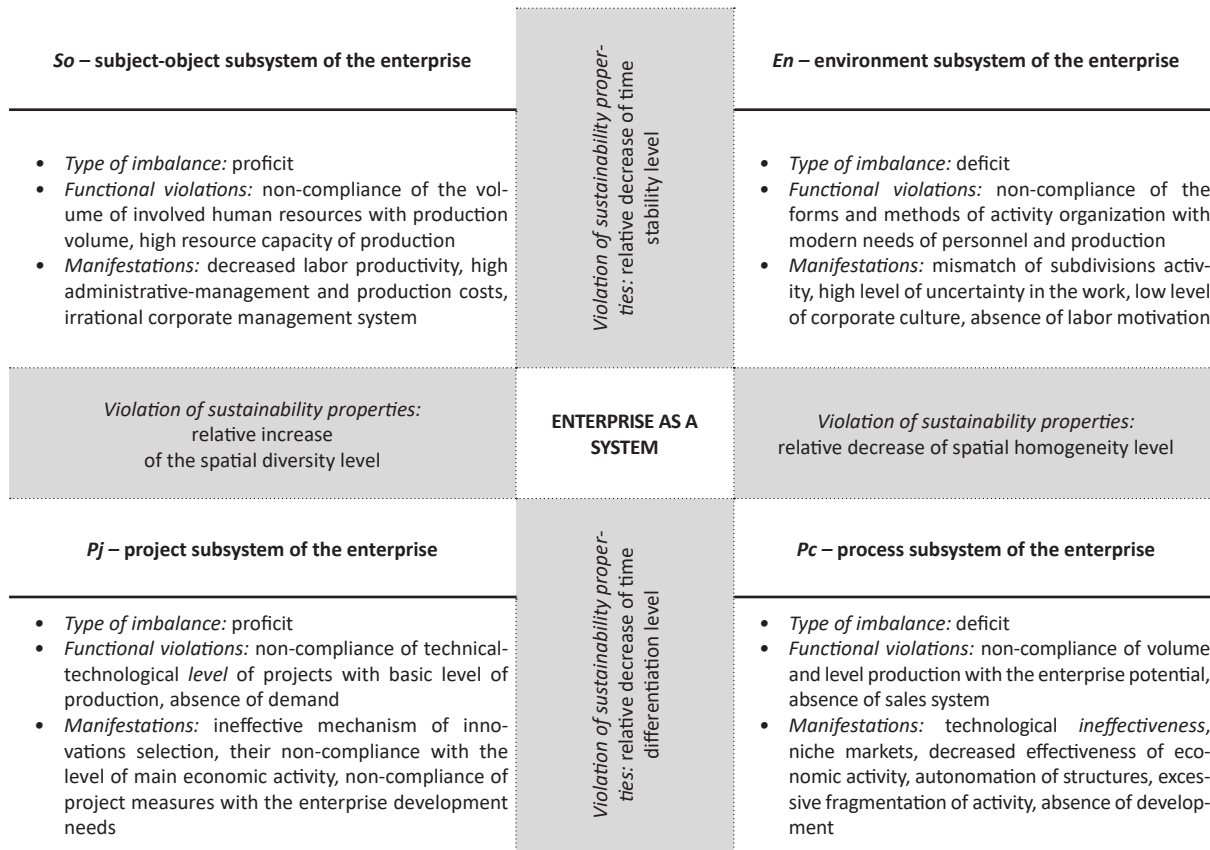 So – subject-object subsystem of the enterprise
• Type of imbalance: proficit
• Functional violations: non-compliance of the vol-
ume of involved human resources with production
volume, high resource capacity of production
• Manifestations: decreased labor productivity, high
administrative-management and production costs,
irrational corporate management system
Violation of sustainability proper-
ties: relative decrease of time
stability level
En – environment subsystem of the enterprise
• Type of imbalance: deficit
• Functional violations: non-compliance of the
forms and methods of activity organization with
modern needs of personnel and production
• Manifestations: mismatch of subdivisions activ-
ity, high level of uncertainty in the work, low level
of corporate culture, absence of labor motivation
Violation of sustainability properties:
relative increase
of the spatial diversity level
ENTERPRISE AS A
SYSTEM
Violation of sustainability properties:
relative decrease of spatial homogeneity level
Pj – project subsystem of the enterprise
• Type of imbalance: proficit
• Functional violations: non-compliance of technical-
technological level of projects with basic level of
production, absence of demand
• Manifestations: ineffective mechanism of inno-
vations selection, their non-compliance with the
level of main economic activity, non-compliance of
project measures with the enterprise development
needs
Violation of sustainability proper-
ties: relative decrease of time
differentiation level
Pc – process subsystem of the enterprise
• Type of imbalance: deficit
• Functional violations: non-compliance of volume
and level production with the enterprise potential,
absence of sales system
• Manifestations: technological ineffectiveness,
niche markets, decreased effectiveness of eco-
nomic activity, autonomation of structures, exces-
sive fragmentation of activity, absence of develop-
ment